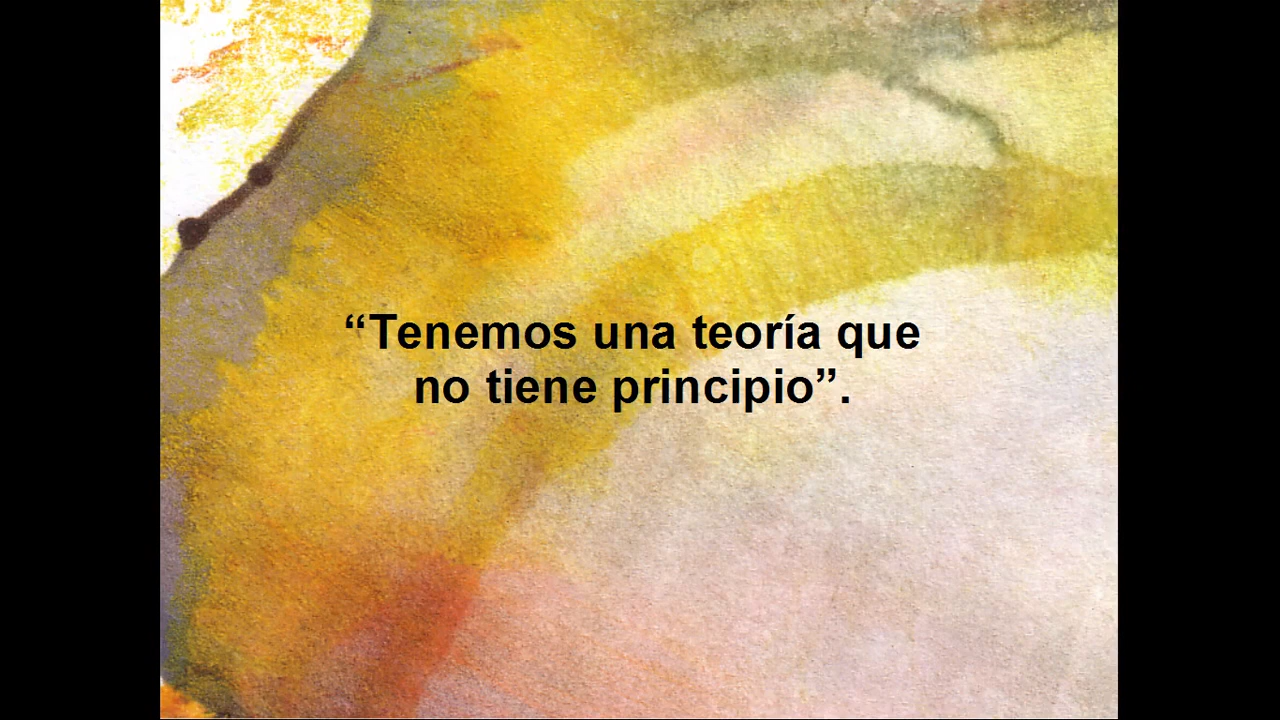 “Tenemos una teoría que
no tiene principio”.